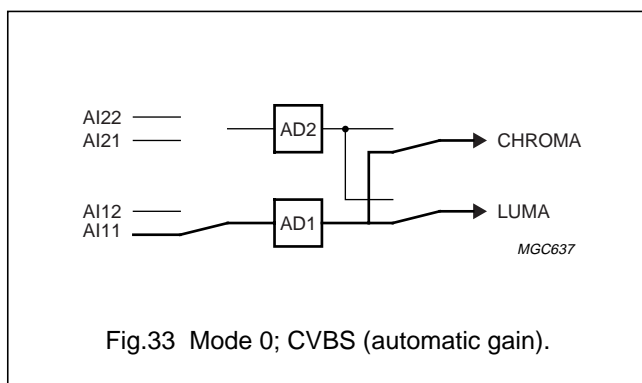 AI22
AI21
AD2
CHROMA
AI12
AI11
AD1
LUMA
MGC637
Fig.33 Mode 0; CVBS (automatic gain).